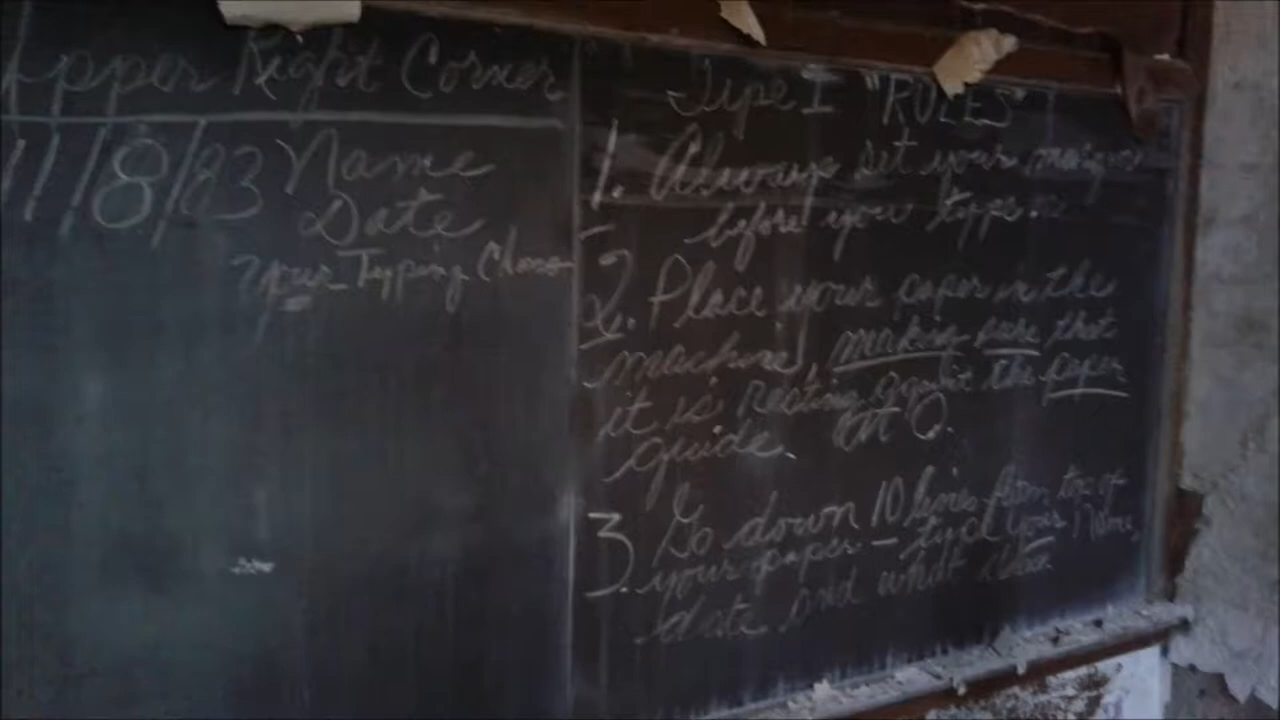 Upper Right Corner
11/8/83 Name
Date
your Typing Class
Type I "RULES"
1. Always set your margins
before you type.
2. Place your paper in the
machine, making sure that
it is resting against the paper
guide. at 0.
3. Go down 10 lines from top of
your paper - type your Name,
date and what